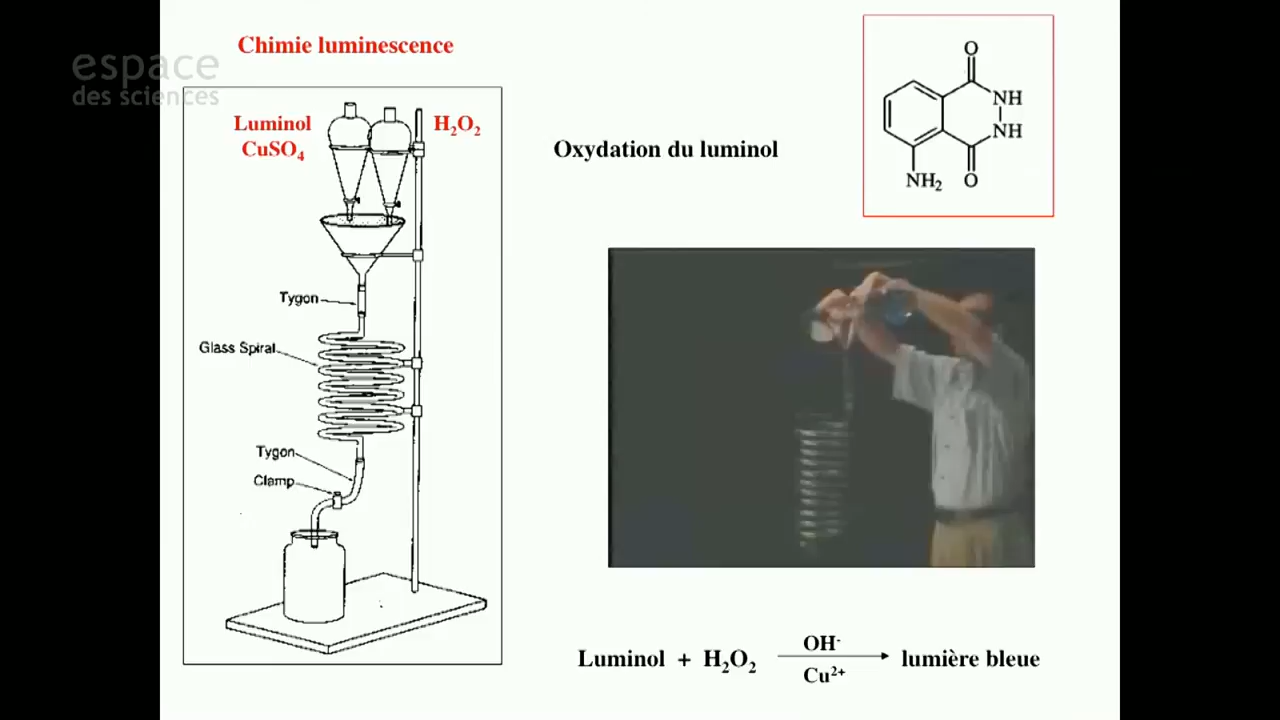 espace
des sciences
Chimie luminescence
Luminol
CuSO₄
H₂O₂
Tygon
Glass Spiral
Tygon
Clamp
Oxydation du luminol
O
NH
NH
NH₂
O
Luminol + H₂O₂
OH⁻
Cu²⁺
lumière bleue